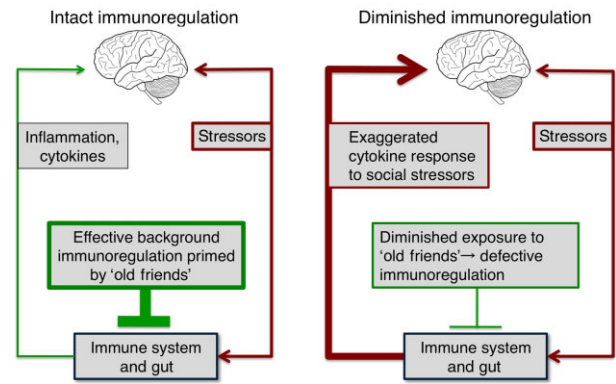 Intact immunoregulation
Inflammation,
cytokines
Stressors
Effective background
immunoregulation primed
by ‘old friends’
Immune system
and gut
Diminished immunoregulation
Exaggerated
cytokine response
to social stressors
Stressors
Diminished exposure to
‘old friends’→ defective
immunoregulation
Immune system
and gut